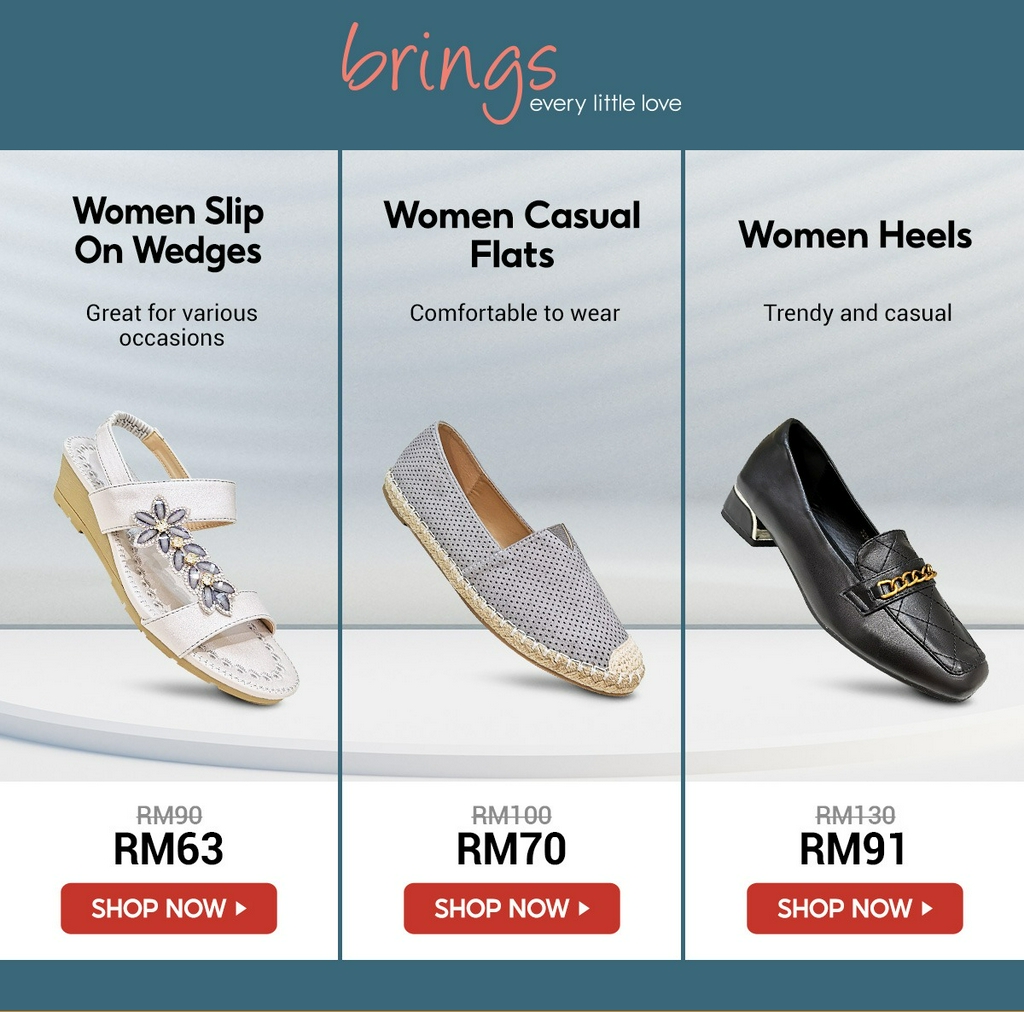 brings
every little love
Women Slip
On Wedges
Great for various
occasions
RM90
RM63
SHOP NOW
Women Casual
Flats
Comfortable to wear
RM100
RM70
SHOP NOW
Women Heels
Trendy and casual
RM130
RM91
SHOP NOW